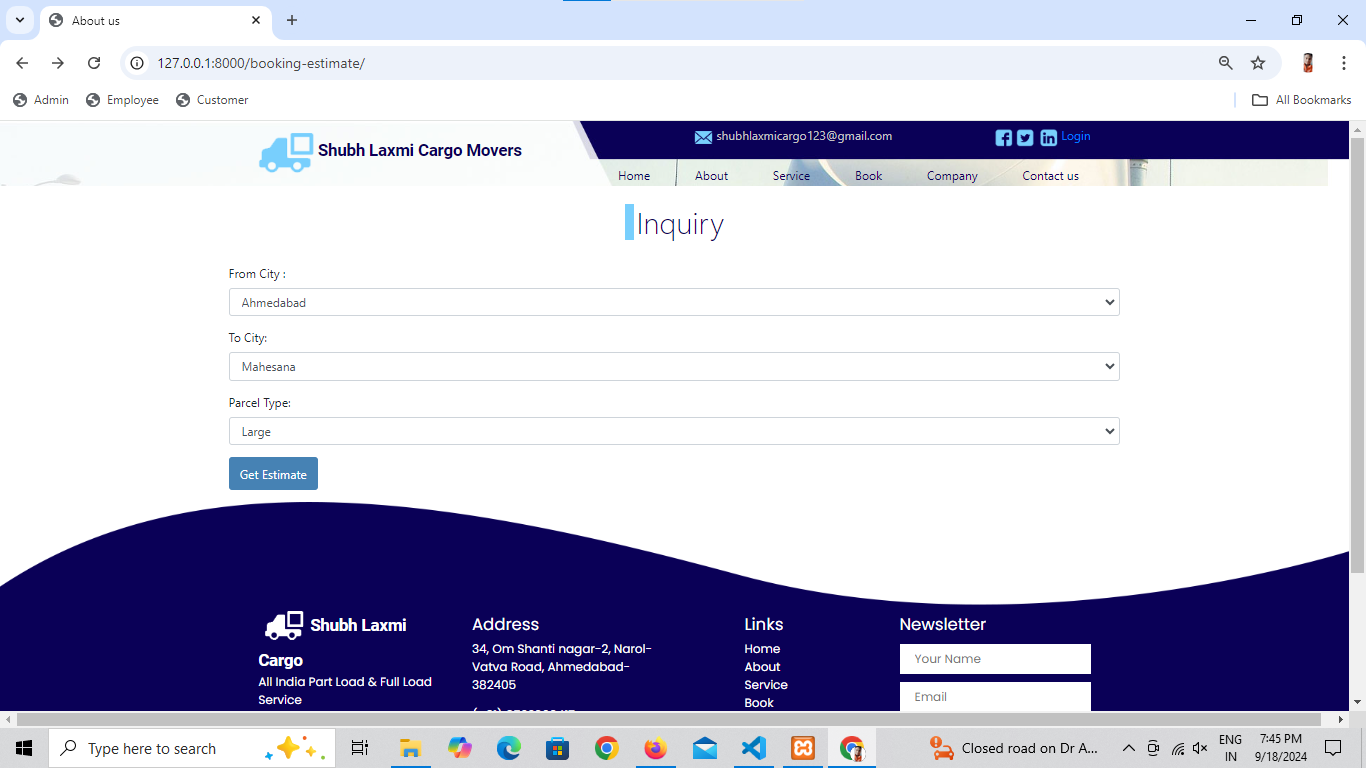 About us
127.0.0.1:8000/booking-estimate/
Admin Employee Customer All Bookmarks
Shubh Laxmi Cargo Movers
shubhlaxmicargo123@gmail.com Login
Home About Service Book Company Contact us
Inquiry
From City :
Ahmedabad
To City:
Mahesana
Parcel Type:
Large
Get Estimate
Shubh Laxmi
Cargo
All India Part Load & Full Load
Service
Address
34, Om Shanti nagar-2, Narol-
Vatva Road, Ahmedabad-
382405
Links
Home
About
Service
Book
Newsletter
Your Name
Email
Type here to search
Closed road on Dr A...
ENG
IN
7:45 PM
9/18/2024